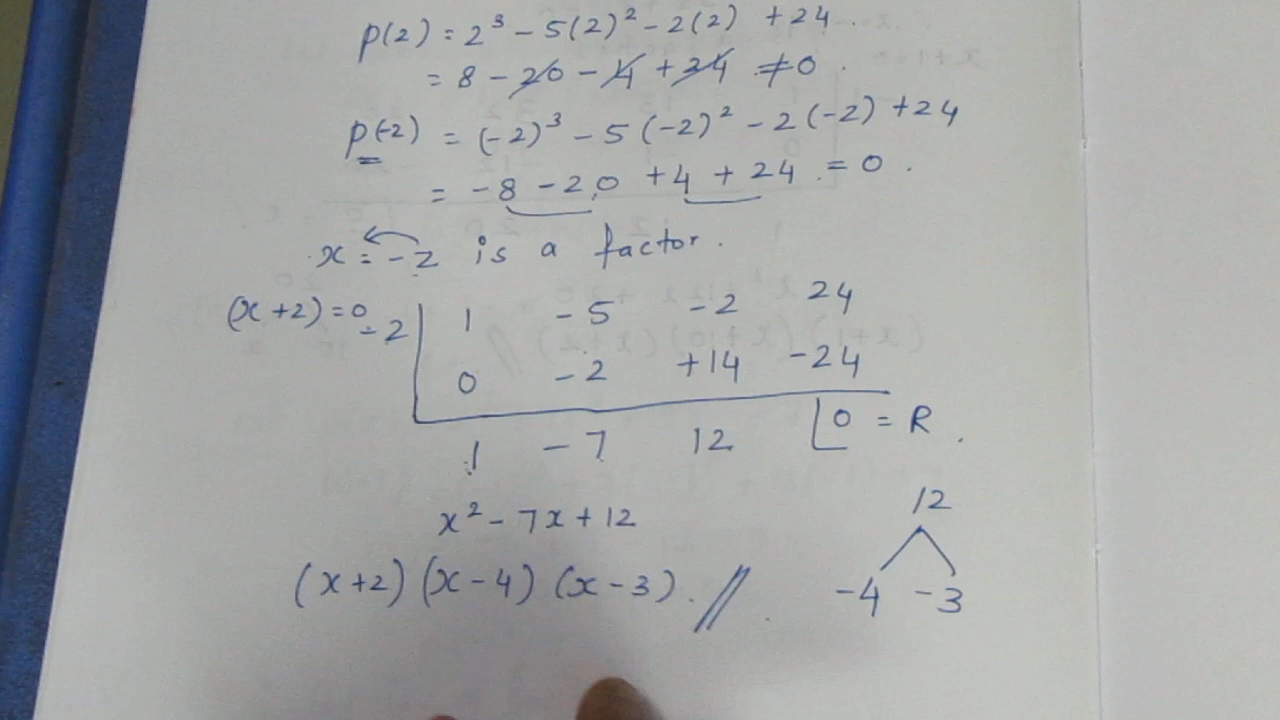 p(2) = 2³ - 5(2)² - 2(2) + 24.
= 8 - 20 - 4 + 24 ≠ 0.
p(-2) = (-2)³ - 5(-2)² - 2(-2) + 24
= -8 - 20 + 4 + 24 = 0.
x = -2 is a factor.
(x+2) = 0
-2 | 1 -5 -2 24
0 -2 +14 -24
1 -7 12 | 0 = R.
x² - 7x + 12
12
(x+2) (x-4) (x-3). //
-4 -3